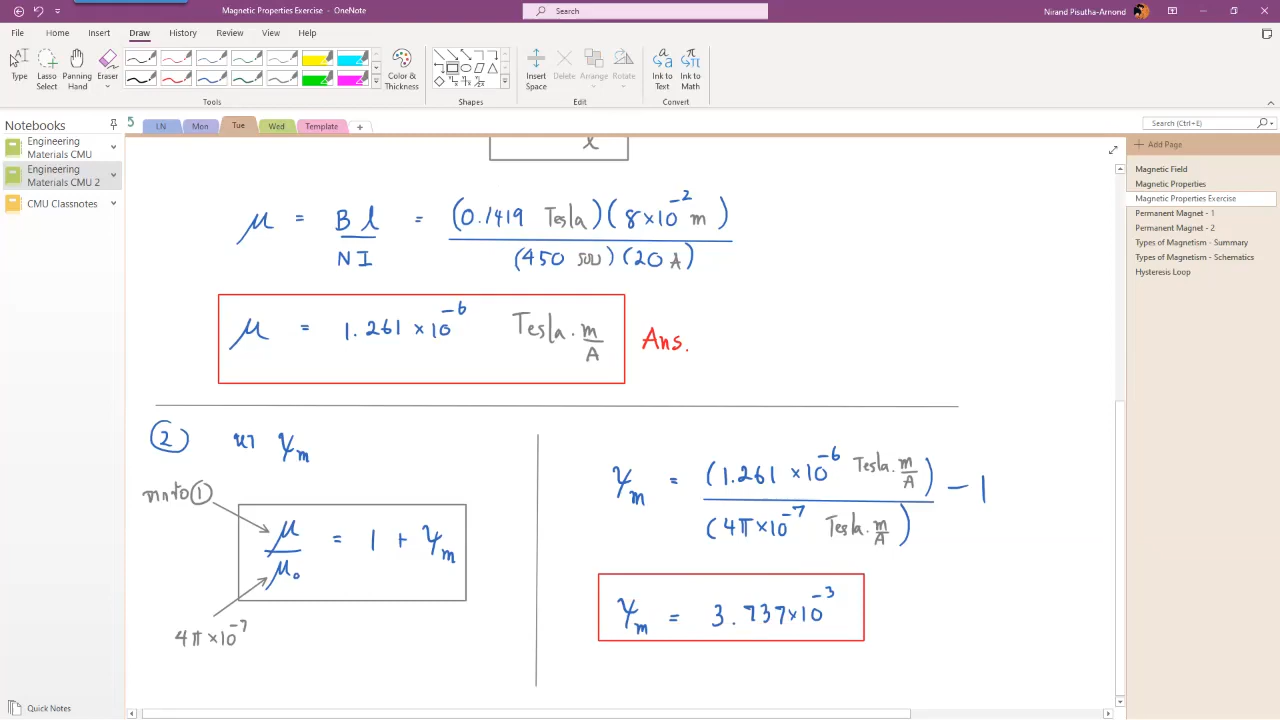 Magnetic Properties Exercise - OneNote
Search
Nirand Pisutha-Arnond
File Home Insert Draw History Review View Help
Type
Lasso Select
Panning Hand
Eraser
Color & Thickness
Insert Space
Delete
Arrange
Rotate
Ink to Text
Ink to Math
Tools
Shapes
Edit
Convert
Notebooks
5
LN Mon Tue Wed Template +
Search (Ctrl+E)
Engineering Materials CMU
Engineering Materials CMU 2
CMU Classnotes
Quick Notes
Add Page
Magnetic Field
Magnetic Properties
Magnetic Properties Exercise
Permanent Magnet - 1
Permanent Magnet - 2
Types of Magnetism - Summary
Types of Magnetism - Schematics
Hysteresis Loop
l
μ = Bl/NI = (0.1419 Tesla)(8×10⁻² m)/(450 รอบ)(20 A)
μ = 1.261 × 10⁻⁶ Tesla·m/A Ans.
② หา ψm
จากข้อ ①
μ/μ₀ = 1 + ψm
4π×10⁻⁷
ψm = (1.261 ×10⁻⁶ Tesla·m/A)/(4π×10⁻⁷ Tesla·m/A) − 1
ψm = 3.737×10⁻³